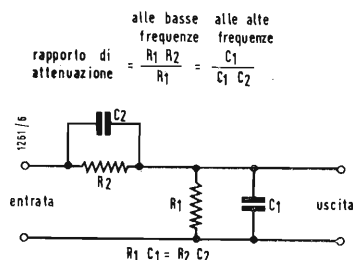 alle basse alle alte
frequenze frequenze
rapporto di attenuazione = R1 R2 / R1 = C1 / C1 C2
1261/6
C2
R2
entrata
R1
C1
uscita
R1 C1 = R2 C2